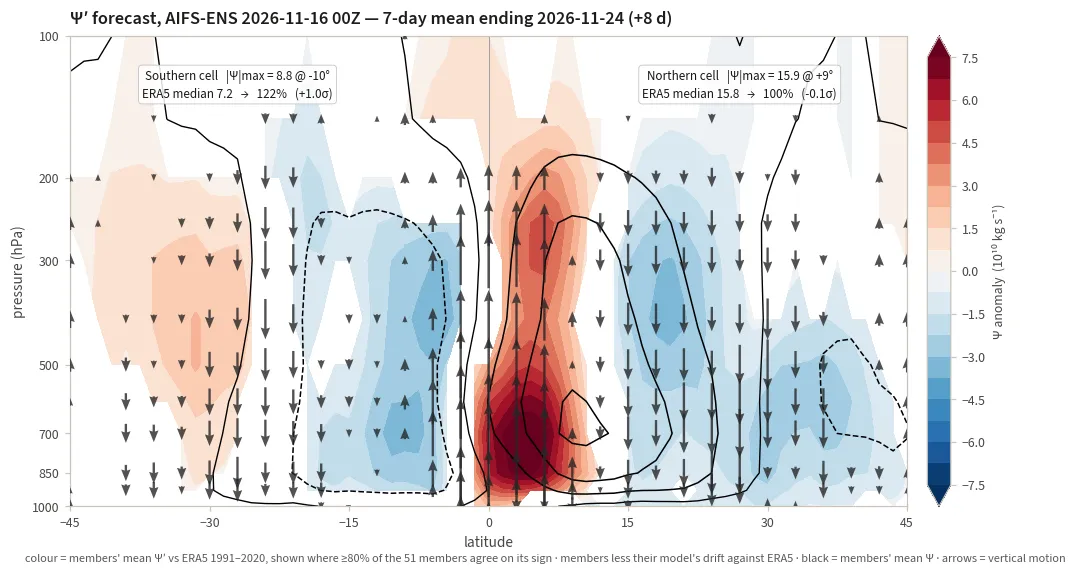 Ψ′ forecast, AIFS-ENS 2026-11-16 00Z — 7-day mean ending 2026-11-24 (+8 d)
Southern cell |Ψ|max = 8.8 @ -10°
ERA5 median 7.2 → 122% (+1.0σ)
Northern cell |Ψ|max = 15.9 @ +9°
ERA5 median 15.8 → 100% (-0.1σ)
100
200
300
500
700
850
1000
pressure (hPa)
−45
−30
−15
0
15
30
45
latitude
7.5
6.0
4.5
3.0
1.5
0.0
−1.5
−3.0
−4.5
−6.0
−7.5
Ψ anomaly (10¹⁰ kg s⁻¹)
colour = members' mean Ψ′ vs ERA5 1991–2020, shown where ≥80% of the 51 members agree on its sign · members less their model's drift against ERA5 · black = members' mean Ψ · arrows = vertical motion